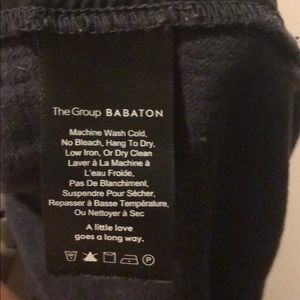 The Group BABATON
Machine Wash Cold,
No Bleach, Hang To Dry,
Low Iron, Or Dry Clean
Laver à La Machine à
L'eau Froide,
Pas De Blanchiment,
Suspendre Pour Sécher,
Repasser à Basse Température,
Ou Nettoyer à Sec
A little love
goes a long way.
P